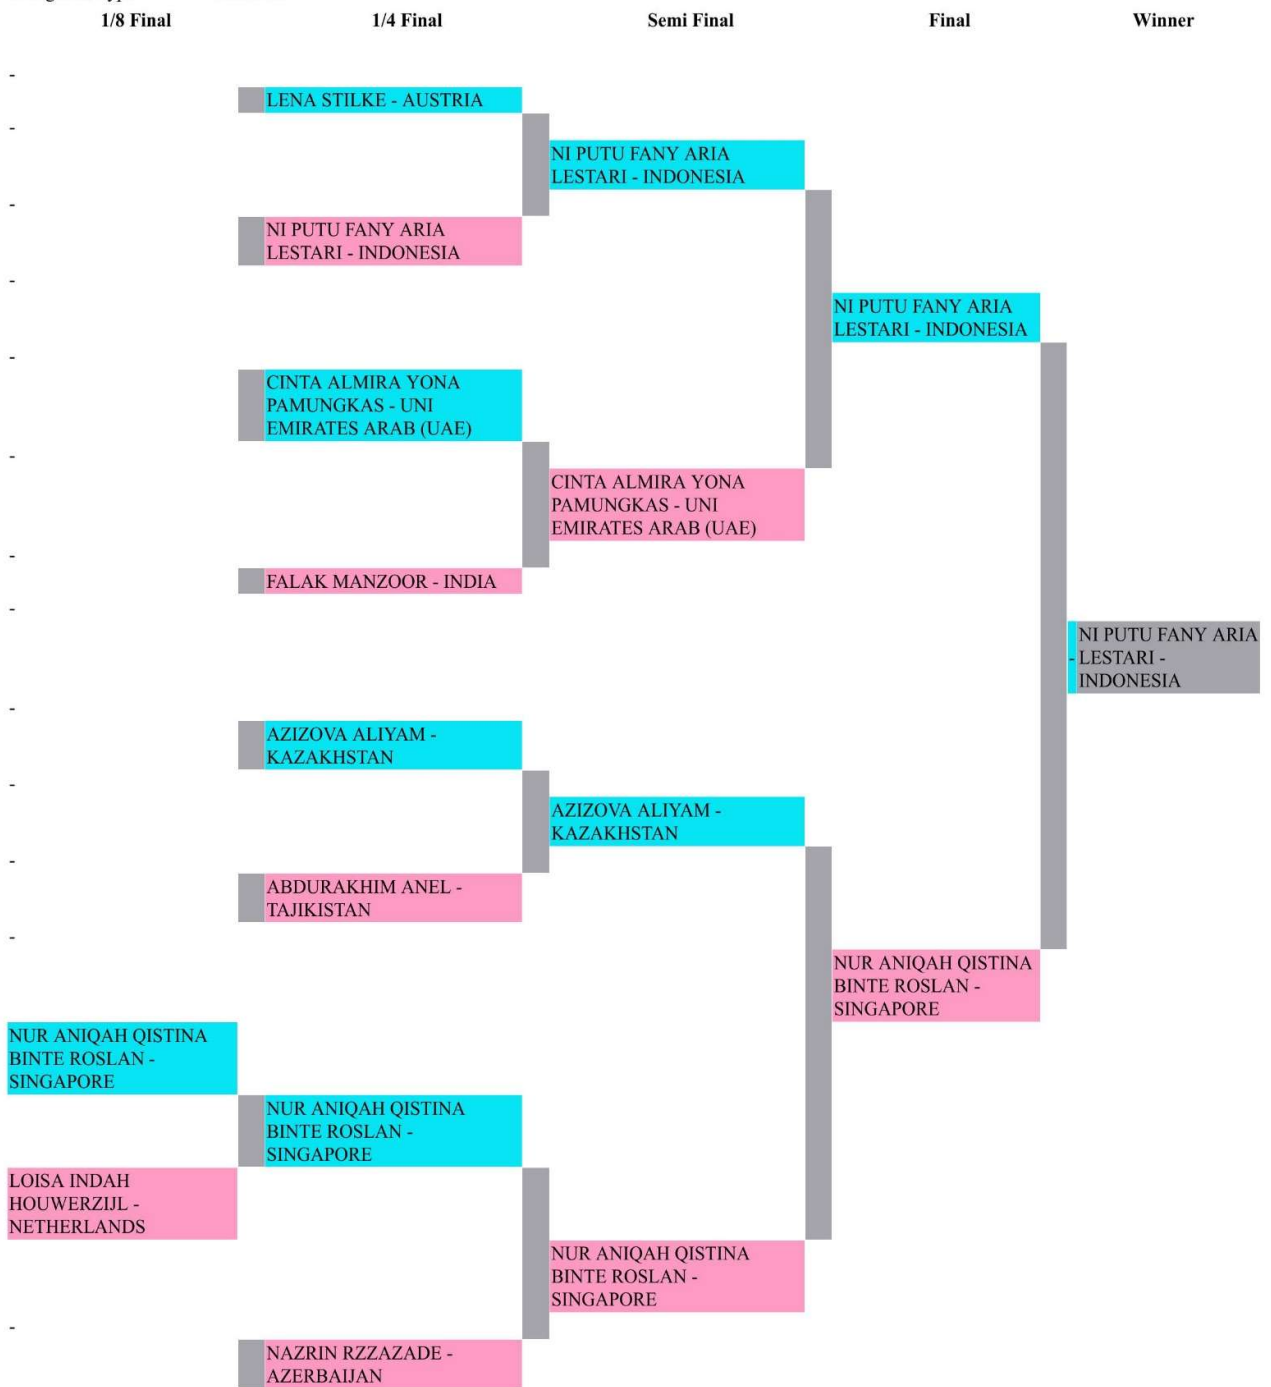 1/8 Final 1/4 Final Semi Final Final Winner
-
LENA STILKE - AUSTRIA
-
NI PUTU FANY ARIA
LESTARI - INDONESIA
-
NI PUTU FANY ARIA
LESTARI - INDONESIA
-
NI PUTU FANY ARIA
LESTARI - INDONESIA
-
CINTA ALMIRA YONA
PAMUNGKAS - UNI
EMIRATES ARAB (UAE)
-
CINTA ALMIRA YONA
PAMUNGKAS - UNI
EMIRATES ARAB (UAE)
-
FALAK MANZOOR - INDIA
-
NI PUTU FANY ARIA
- LESTARI -
INDONESIA
-
AZIZOVA ALIYAM -
KAZAKHSTAN
-
AZIZOVA ALIYAM -
KAZAKHSTAN
-
ABDURAKHIM ANEL -
TAJIKISTAN
-
NUR ANIQAH QISTINA
BINTE ROSLAN -
SINGAPORE
NUR ANIQAH QISTINA
BINTE ROSLAN -
SINGAPORE
NUR ANIQAH QISTINA
BINTE ROSLAN -
SINGAPORE
LOISA INDAH
HOUWERZIJL -
NETHERLANDS
NUR ANIQAH QISTINA
BINTE ROSLAN -
SINGAPORE
-
NAZRIN RZZAZADE -
AZERBAIJAN